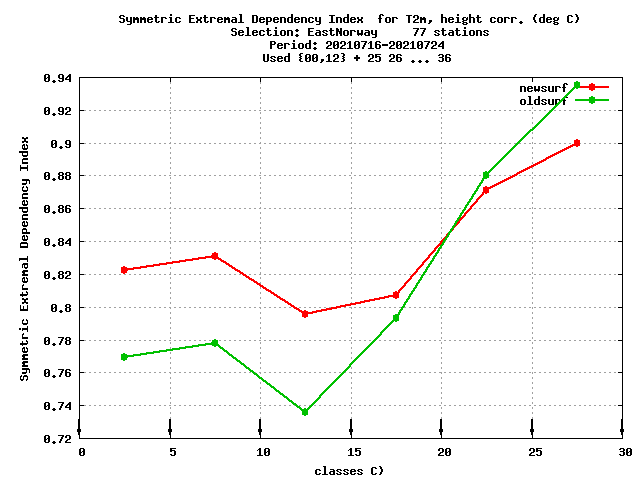 Symmetric Extremal Dependency Index  for T2m, height corr. (deg C)
Selection: EastNorway     77 stations
Period: 20210716-20210724
Used {00,12} + 25 26 ... 36
newsurf
oldsurf
0.94
0.92
0.9
0.88
0.86
0.84
0.82
0.8
0.78
0.76
0.74
0.72
Symmetric Extremal Dependency Index
0 5 10 15 20 25 30
classes C)